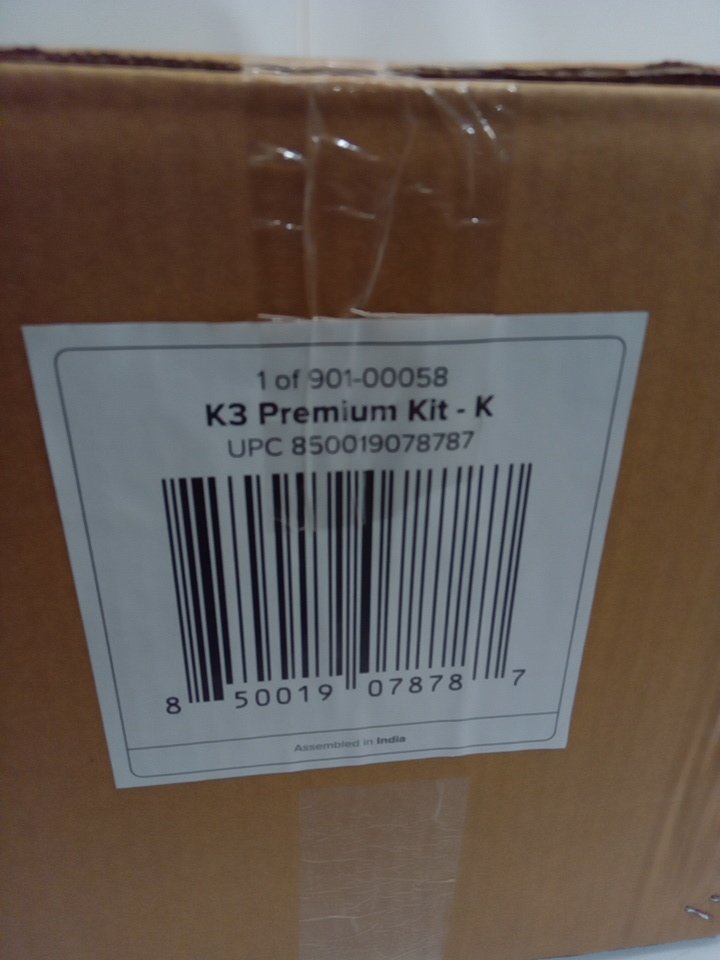 1 of 901-00058
K3 Premium Kit - K
UPC 850019078787
8 50019 07878 7
Assembled in India